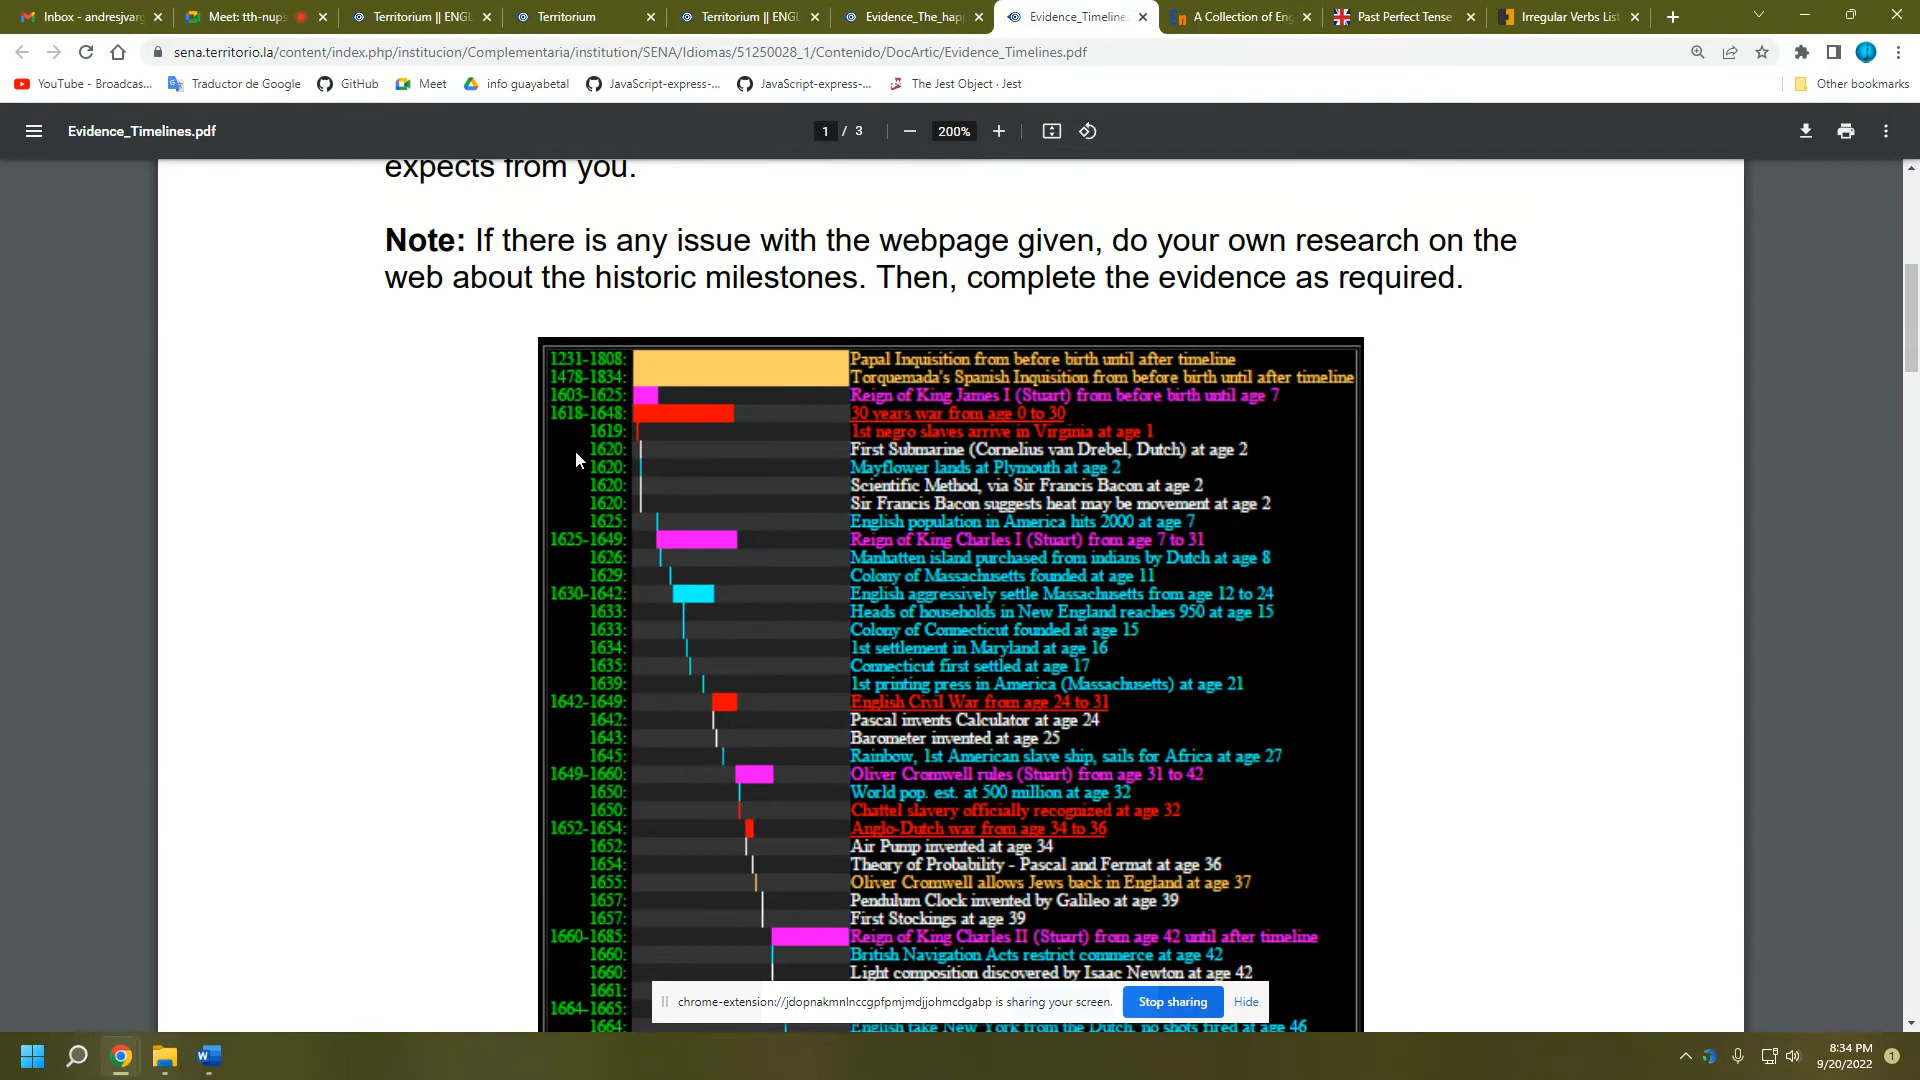 Inbox - andresjvar
Meet: tth-nups
Territorium || ENGL
Territorium
Territorium || ENGL
Evidence_The_hap
Evidence_Timeline
A Collection of Eng
Past Perfect Tense
Irregular Verbs List
sena.territorio.la/content/index.php/institucion/Complementaria/institution/SENA/Idiomas/51250028_1/Contenido/DocArtic/Evidence_Timelines.pdf
YouTube - Broadcas...
Traductor de Google
GitHub
Meet
info guayabetal
JavaScript-express-...
JavaScript-express-...
The Jest Object · Jest
Other bookmarks
Evidence_Timelines.pdf
1 / 3
200%
expects from you.
Note: If there is any issue with the webpage given, do your own research on the
web about the historic milestones. Then, complete the evidence as required.
1231-1808: Papal Inquisition from before birth until after timeline
1478-1834: Torquemada's Spanish Inquisition from before birth until after timeline
1603-1625: Reign of King James I (Stuart) from before birth until age 7
1618-1648: 30 years war from age 0 to 30
1619: 1st negro slaves arrive in Virginia at age 1
1620: First Submarine (Cornelius van Drebel, Dutch) at age 2
1620: Mayflower lands at Plymouth at age 2
1620: Scientific Method, via Sir Francis Bacon at age 2
1620: Sir Francis Bacon suggests heat may be movement at age 2
1625: English population in America hits 2000 at age 7
1625-1649: Reign of King Charles I (Stuart) from age 7 to 31
1626: Manhatten island purchased from indians by Dutch at age 8
1629: Colony of Massachusetts founded at age 11
1630-1642: English aggressively settle Massachusetts from age 12 to 24
1633: Heads of households in New England reaches 950 at age 15
1633: Colony of Connecticut founded at age 15
1634: 1st settlement in Maryland at age 16
1635: Connecticut first settled at age 17
1639: 1st printing press in America (Massachusetts) at age 21
1642-1649: English Civil War from age 24 to 31
1642: Pascal invents Calculator at age 24
1643: Barometer invented at age 25
1645: Rainbow, 1st American slave ship, sails for Africa at age 27
1649-1660: Oliver Cromwell rules (Stuart) from age 31 to 42
1650: World pop. est. at 500 million at age 32
1650: Chattel slavery officially recognized at age 32
1652-1654: Anglo-Dutch war from age 34 to 36
1652: Air Pump invented at age 34
1654: Theory of Probability - Pascal and Fermat at age 36
1655: Oliver Cromwell allows Jews back in England at age 37
1657: Pendulum Clock invented by Galileo at age 39
1657: First Stockings at age 39
1660-1685: Reign of King Charles II (Stuart) from age 42 until after timeline
1660: British Navigation Acts restrict commerce at age 42
1660: Light composition discovered by Isaac Newton at age 42
1661:
1664-1665:
1664: English take New York from the Dutch, no shots fired at age 46
chrome-extension://jdopnakmnlnccgpfpmjmdjjohmcdgabp is sharing your screen.
Stop sharing
Hide
8:34 PM
9/20/2022
1